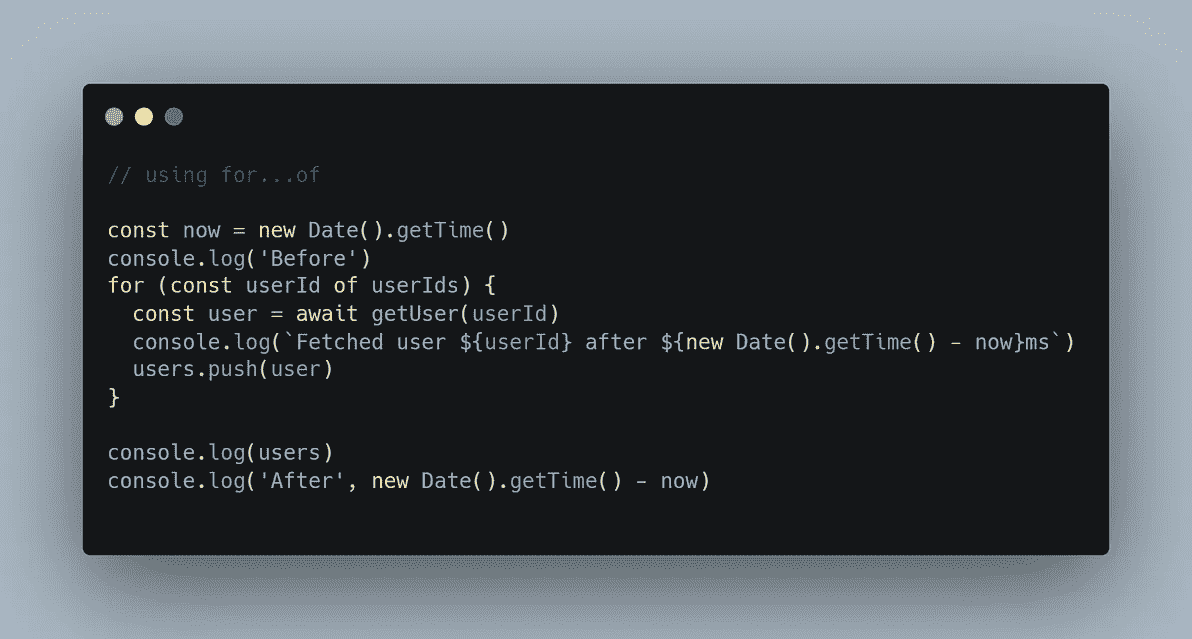 // using for...of
const now = new Date().getTime()
console.log('Before')
for (const userId of userIds) {
const user = await getUser(userId)
console.log(`Fetched user ${userId} after ${new Date().getTime() - now}ms`)
users.push(user)
}
console.log(users)
console.log('After', new Date().getTime() - now)